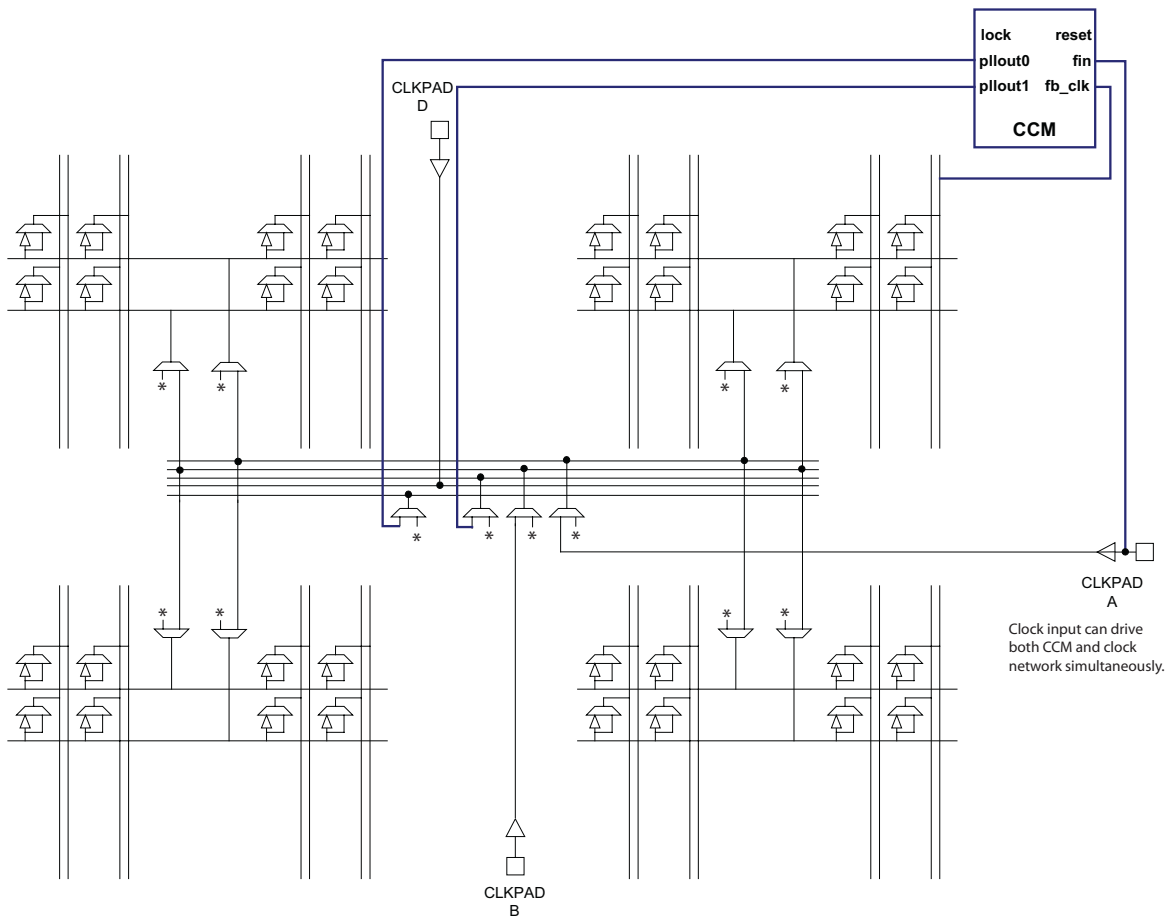 lock reset
pllout0 fin
pllout1 fb_clk
CCM
CLKPAD
D
*
*
*
*
*
*
*
*
*
*
*
*
CLKPAD
A
Clock input can drive
both CCM and clock
network simultaneously.
CLKPAD
B